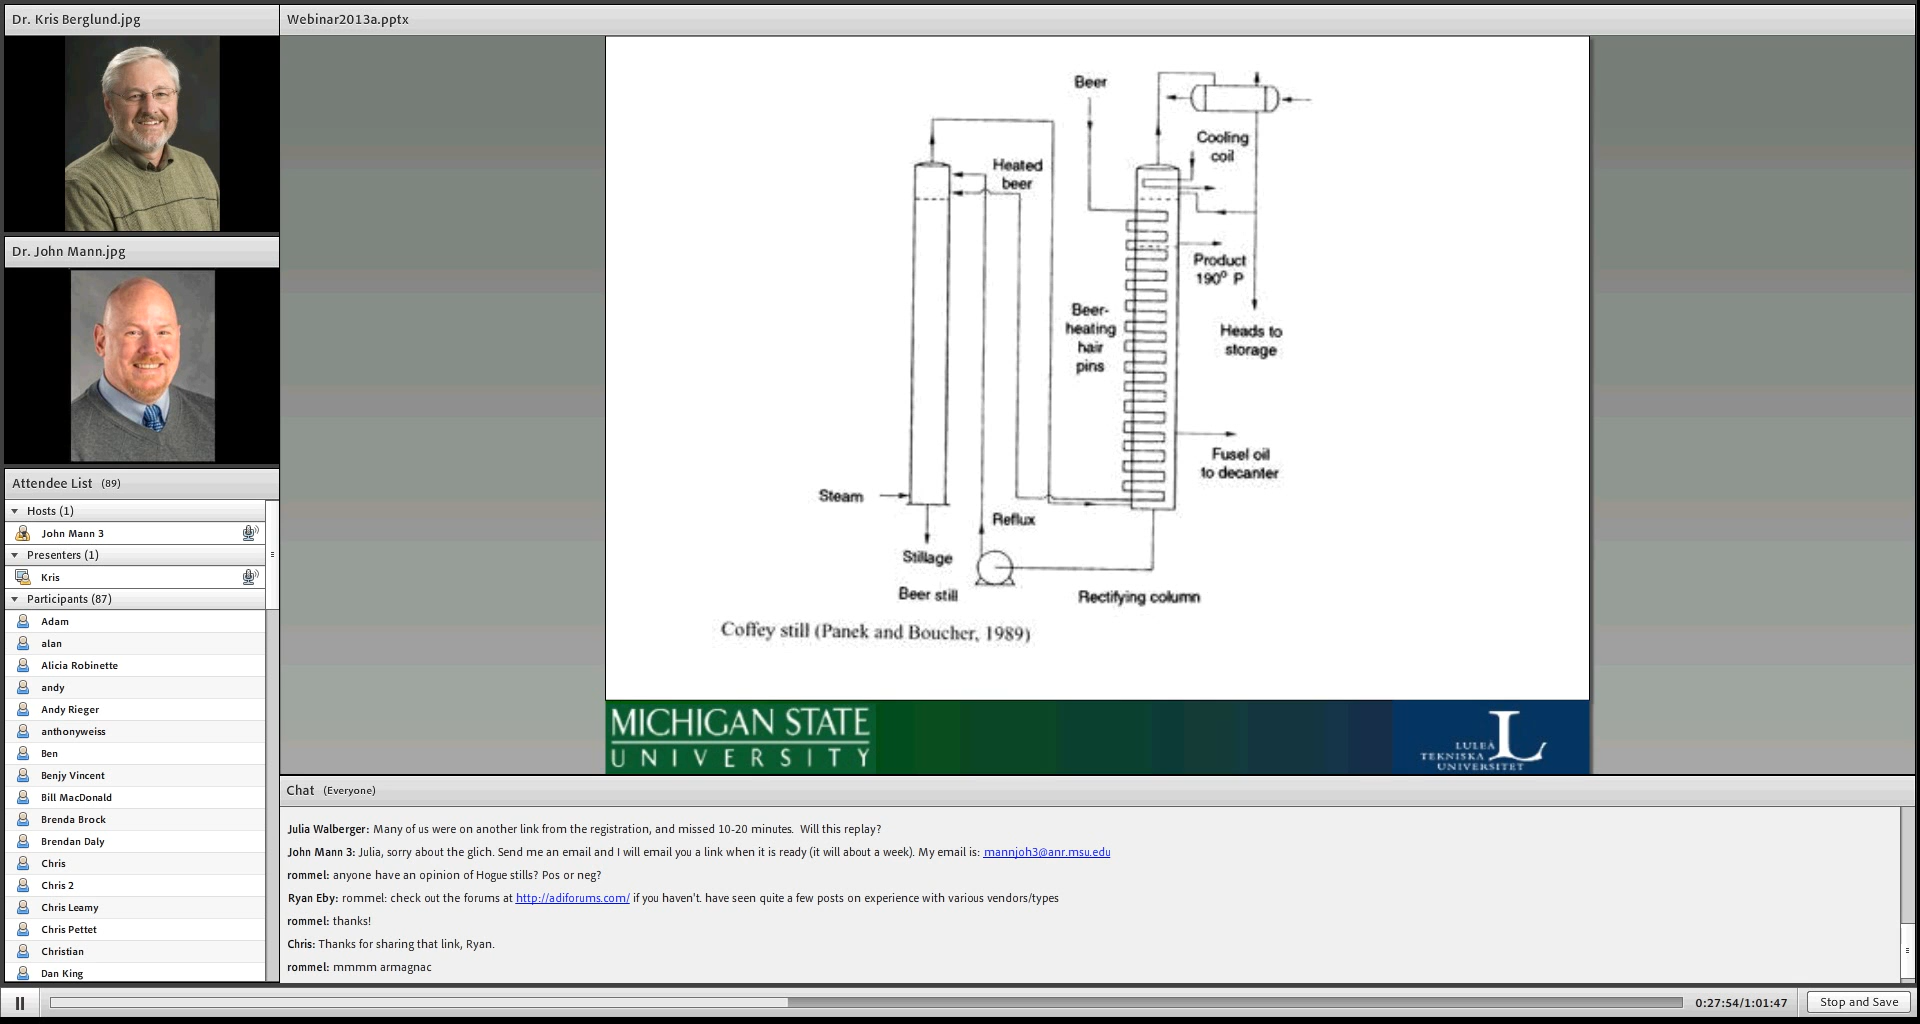 Dr. Kris Berglund.jpg
Dr. John Mann.jpg
Attendee List (89)
Hosts (1)
John Mann 3
Presenters (1)
Kris
Participants (87)
Adam
alan
Alicia Robinette
andy
Andy Rieger
anthonyweiss
Ben
Benjy Vincent
Bill MacDonald
Brenda Brock
Brendan Daly
Chris
Chris 2
Chris Leamy
Chris Pettet
Christian
Dan King
Webinar2013a.pptx
Beer
Cooling
coil
Heated
beer
Product
190° P
Beer-
heating
hair
pins
Heads to
storage
Fusel oil
to decanter
Steam
Reflux
Stillage
Beer still
Rectifying column
Coffey still (Panek and Boucher, 1989)
MICHIGAN STATE
UNIVERSITY
LULEÅ
TEKNISKA
UNIVERSITET
L
Chat (Everyone)
Julia Walberger: Many of us were on another link from the registration, and missed 10-20 minutes. Will this replay?
John Mann 3: Julia, sorry about the glich. Send me an email and I will email you a link when it is ready (it will about a week). My email is: mannjoh3@anr.msu.edu
rommel: anyone have an opinion of Hogue stills? Pos or neg?
Ryan Eby: rommel: check out the forums at http://adiforums.com/ if you haven't. have seen quite a few posts on experience with various vendors/types
rommel: thanks!
Chris: Thanks for sharing that link, Ryan.
rommel: mmmm armagnac
0:27:54/1:01:47
Stop and Save